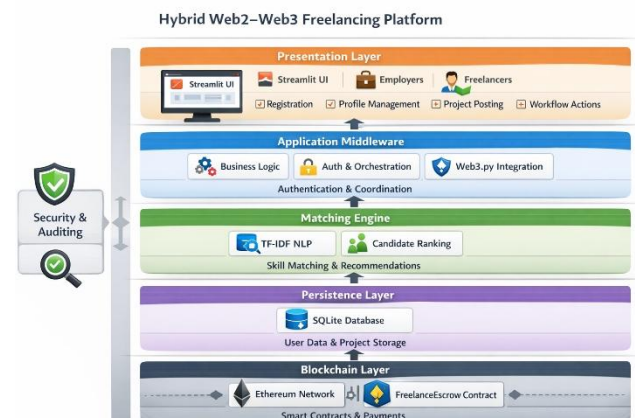 Hybrid Web2–Web3 Freelancing Platform
Presentation Layer
Streamlit UI
Streamlit UI
Employers
Freelancers
Registration
Profile Management
Project Posting
Workflow Actions
Application Middleware
Business Logic
Auth & Orchestration
Web3.py Integration
Authentication & Coordination
Security &
Auditing
Matching Engine
TF-IDF NLP
Candidate Ranking
Skill Matching & Recommendations
Persistence Layer
SQLite Database
User Data & Project Storage
Blockchain Layer
Ethereum Network
FreelanceEscrow Contract
Smart Contracts & Payments